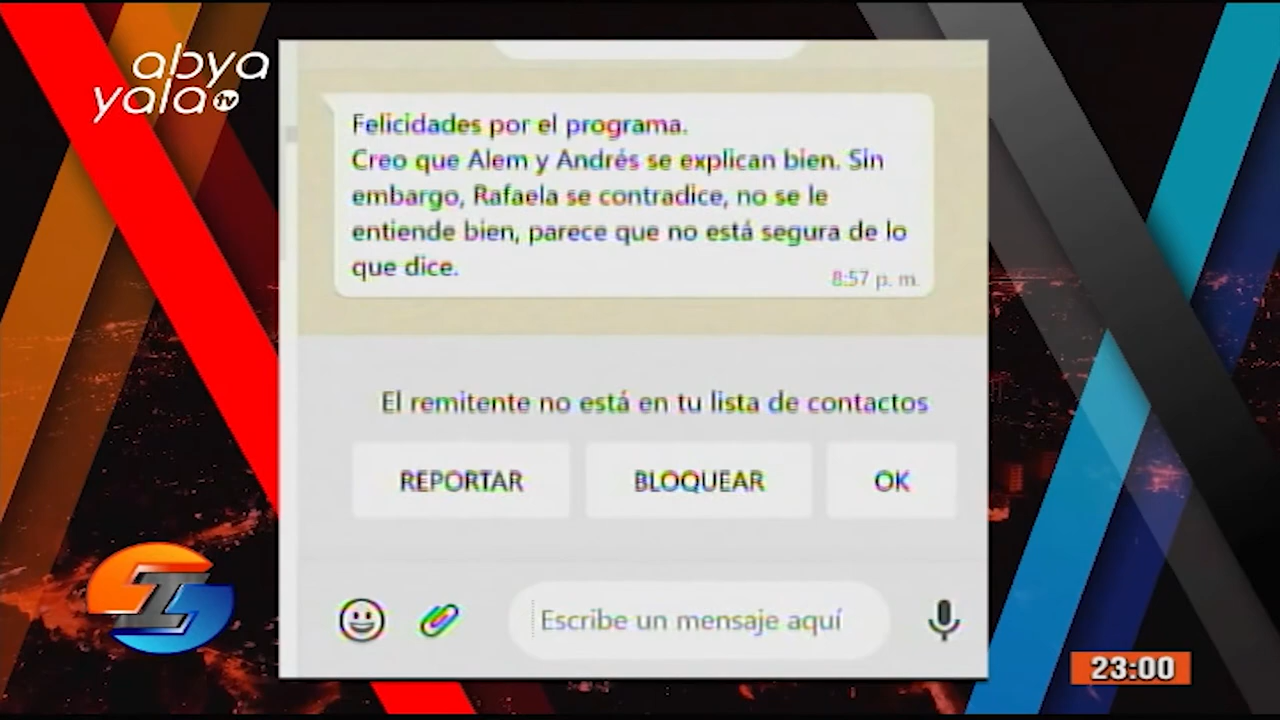 abya
yala tv
Felicidades por el programa.
Creo que Alem y Andrés se explican bien. Sin
embargo, Rafaela se contradice, no se le
entiende bien, parece que no está segura de lo
que dice.
8:57 p. m.
El remitente no está en tu lista de contactos
REPORTAR BLOQUEAR OK
Escribe un mensaje aquí
23:00